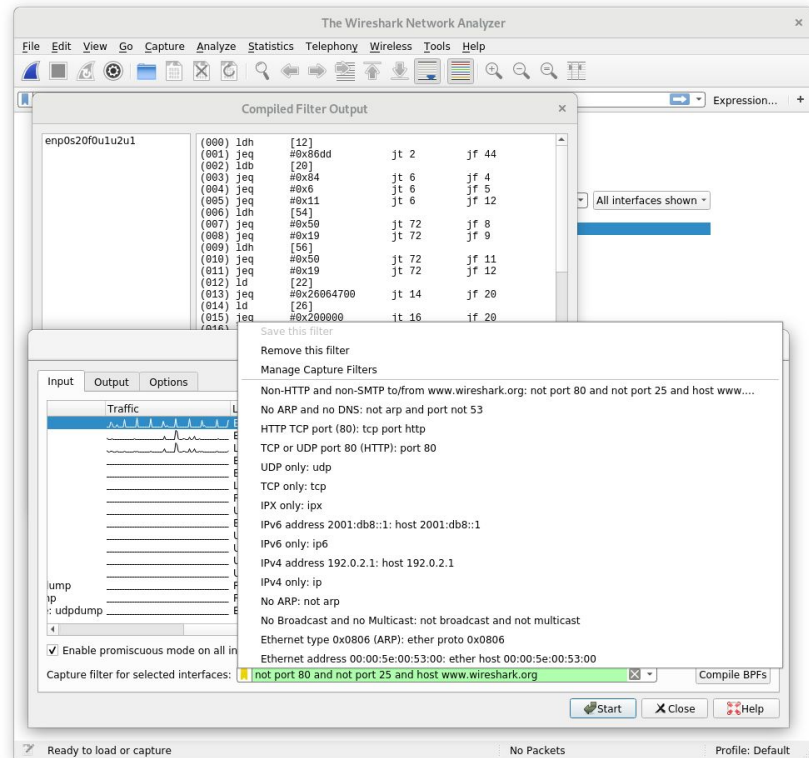 The Wireshark Network Analyzer
File Edit View Go Capture Analyze Statistics Telephony Wireless Tools Help
Expression... +
Compiled Filter Output
enp0s20f0u1u2u1
(000) ldh [12]
(001) jeq #0x86dd jt 2 jf 44
(002) ldb [20]
(003) jeq #0x84 jt 6 jf 4
(004) jeq #0x6 jt 6 jf 5
(005) jeq #0x11 jt 6 jf 12
(006) ldh [54]
(007) jeq #0x50 jt 72 jf 8
(008) jeq #0x19 jt 72 jf 9
(009) ldh [56]
(010) jeq #0x50 jt 72 jf 11
(011) jeq #0x19 jt 72 jf 12
(012) ld [22]
(013) jeq #0x26064700 jt 14 jf 20
(014) ld [26]
(015) jeq #0x200000 jt 16 jf 20
(016)
All interfaces shown
Save this filter
Remove this filter
Manage Capture Filters
Non-HTTP and non-SMTP to/from www.wireshark.org: not port 80 and not port 25 and host www....
No ARP and no DNS: not arp and port not 53
HTTP TCP port (80): tcp port http
TCP or UDP port 80 (HTTP): port 80
UDP only: udp
TCP only: tcp
IPX only: ipx
IPv6 address 2001:db8::1: host 2001:db8::1
IPv6 only: ip6
IPv4 address 192.0.2.1: host 192.0.2.1
IPv4 only: ip
No ARP: not arp
No Broadcast and no Multicast: not broadcast and not multicast
Ethernet type 0x0806 (ARP): ether proto 0x0806
Ethernet address 00:00:5e:00:53:00: ether host 00:00:5e:00:53:00
Input Output Options
Traffic
: udpdump
Enable promiscuous mode on all in
Capture filter for selected interfaces: not port 80 and not port 25 and host www.wireshark.org Compile BPFs
Start Close Help
Ready to load or capture No Packets Profile: Default